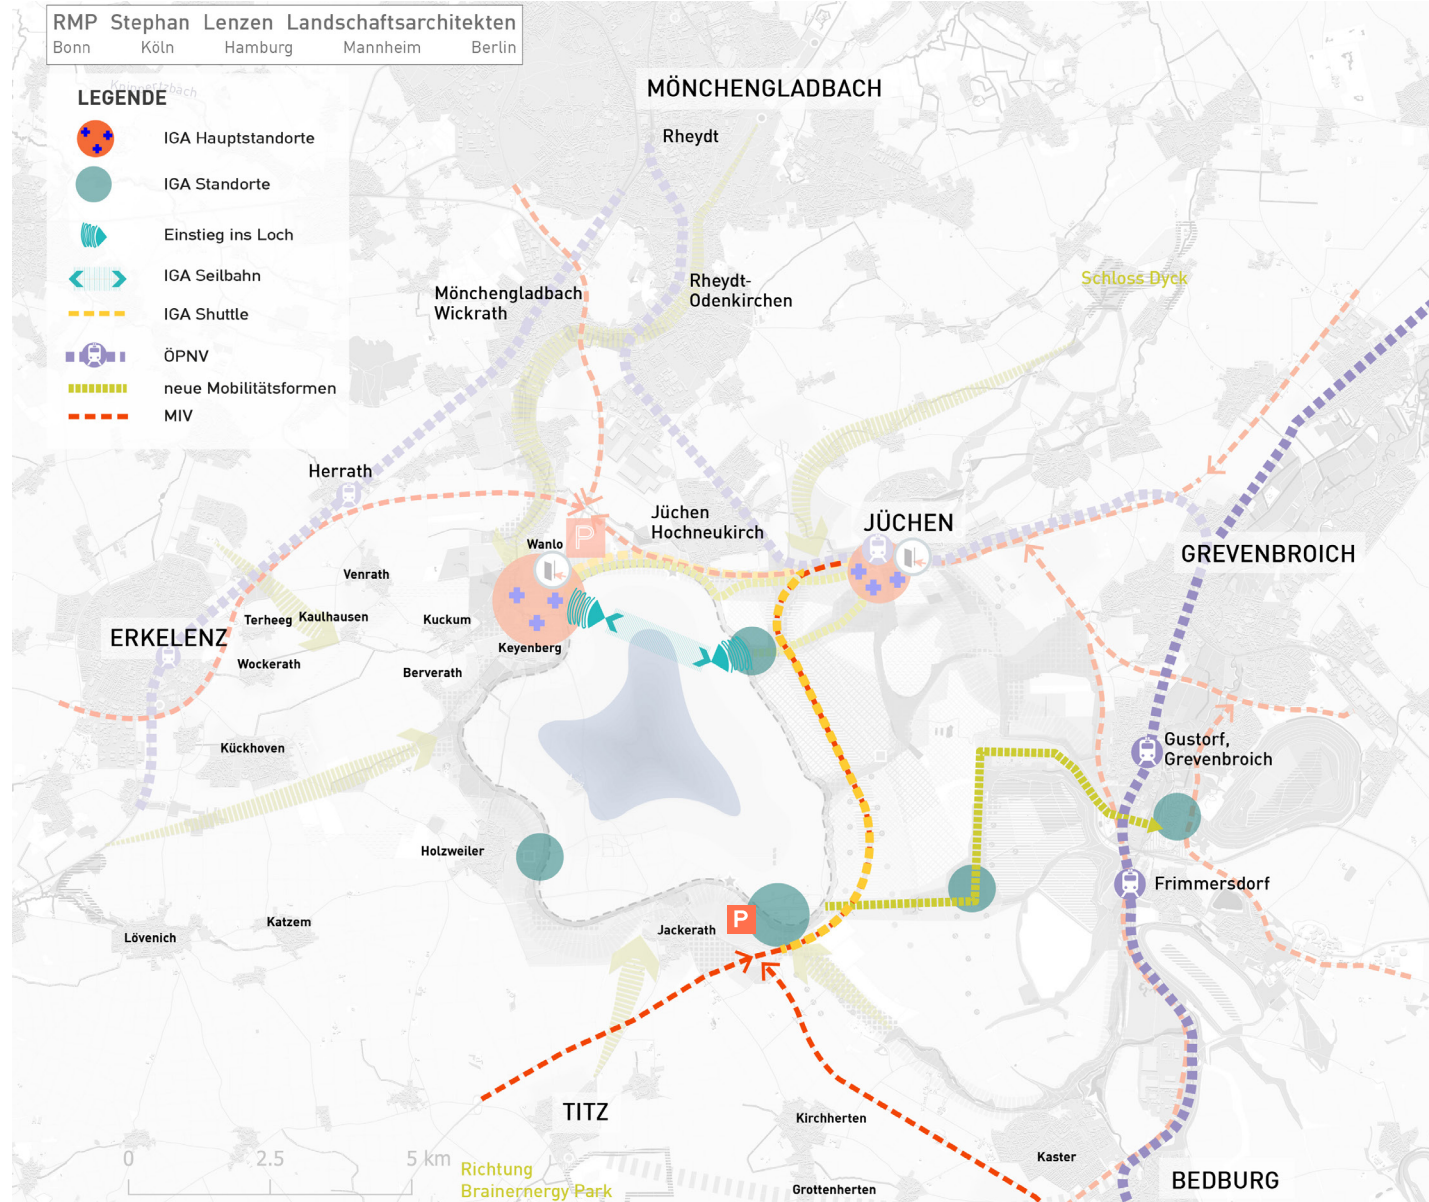 RMP Stephan Lenzen Landschaftsarchitekten
Bonn Köln Hamburg Mannheim Berlin
LEGENDE
IGA Hauptstandorte
IGA Standorte
Einstieg ins Loch
IGA Seilbahn
IGA Shuttle
ÖPNV
neue Mobilitätsformen
MIV
MÖNCHENGLADBACH
Rheydt
Rheydt-
Odenkirchen
Mönchengladbach
Wickrath
Schloss Dyck
Herrath
Jüchen
Hochneukirch
JÜCHEN
GREVENBROICH
Wanlo
P
Venrath
Terheeg
Kaulhausen
Kuckum
Keyenberg
ERKELENZ
Wockerath
Berverath
Kückhoven
Gustorf,
Grevenbroich
Holzweiler
Frimmersdorf
P
Jackerath
Katzem
Lövenich
TITZ
Kirchherten
Kaster
0 2.5 5 km
Richtung
Brainernergy Park
Grottenherten
BEDBURG